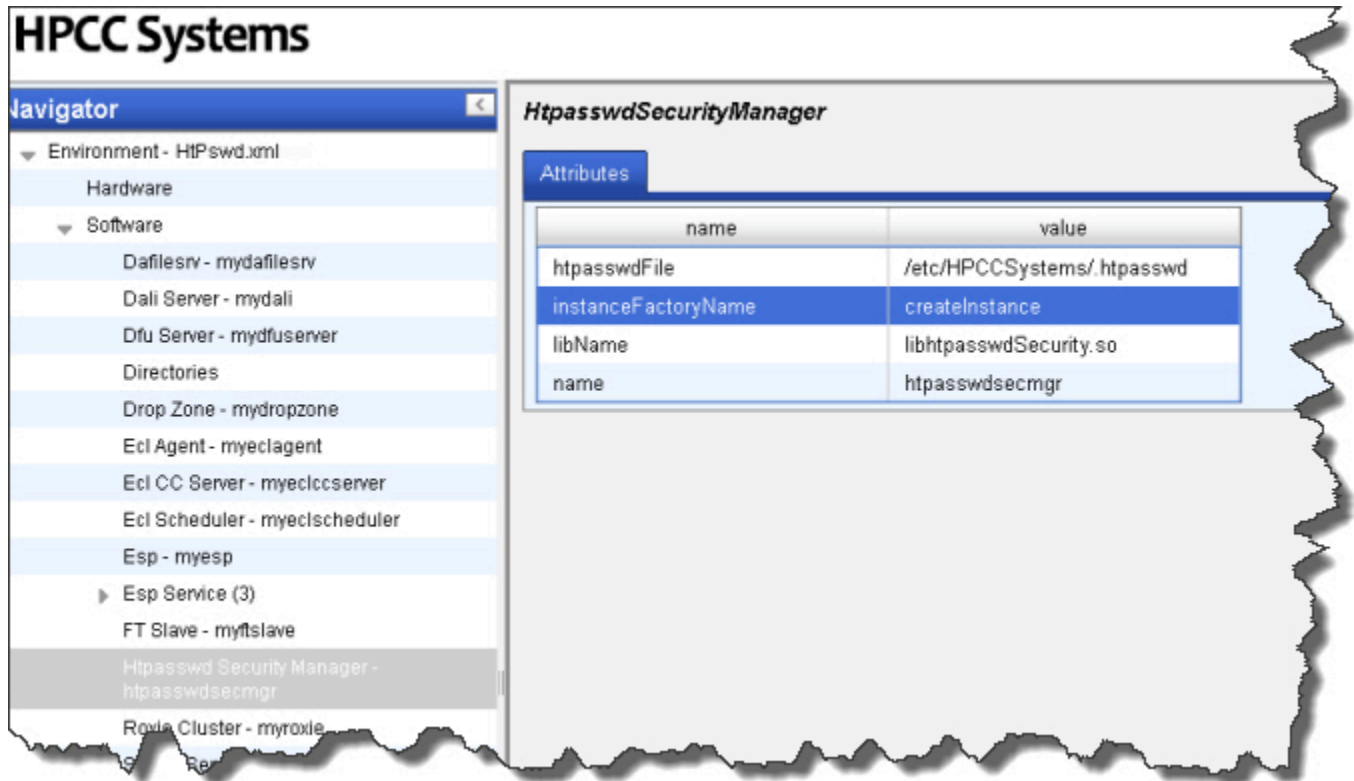 HPCC Systems
Navigator
Environment - HtPswd.xml
Hardware
Software
Dafilesrv - mydafilesrv
Dali Server - mydali
Dfu Server - mydfuserver
Directories
Drop Zone - mydropzone
Ecl Agent - myeclagent
Ecl CC Server - myeclccserver
Ecl Scheduler - myeclscheduler
Esp - myesp
Esp Service (3)
FT Slave - myftslave
Htpasswd Security Manager -
htpasswdsecmgr
Roxie Cluster - myroxie
HtpasswdSecurityManager
Attributes
name value
htpasswdFile /etc/HPCCSystems/.htpasswd
instanceFactoryName createInstance
libName libhtpasswdSecurity.so
name htpasswdsecmgr